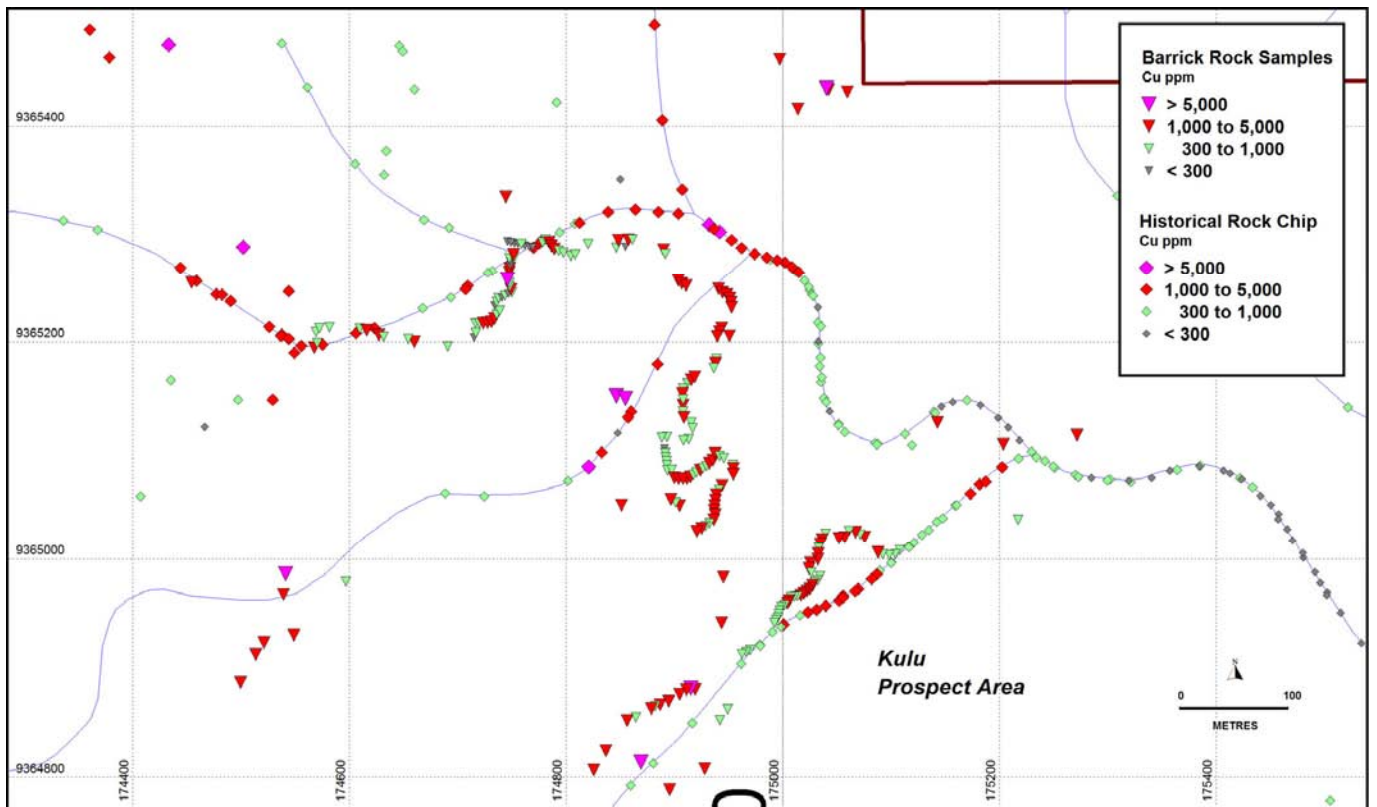 Barrick Rock Samples
Cu ppm
> 5,000
1,000 to 5,000
300 to 1,000
< 300
Historical Rock Chip
Cu ppm
> 5,000
1,000 to 5,000
300 to 1,000
< 300
9365400
9365200
9365000
Kulu
Prospect Area
N
0 100
METRES
9364800
174400
174600
174800
175000
175200
175400